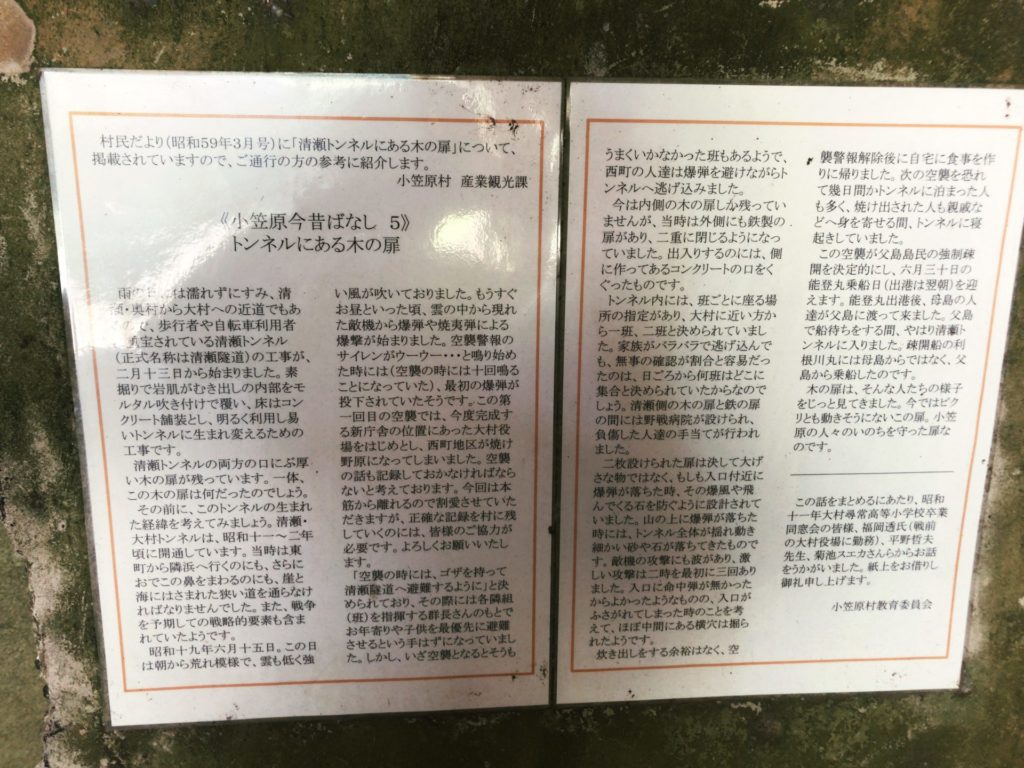 村民だより(昭和59年3月号)に「清瀬トンネルにある木の扉」について、
掲載されていますので、ご通行の方の参考に紹介します。
小笠原村 産業観光課
《小笠原今昔ばなし 5》
トンネルにある木の扉
雨の日には濡れずにすみ、清
瀬・奥村から大村への近道でもあ
るので、歩行者や自転車利用者
に重宝されている清瀬トンネル
(正式名称は清瀬隧道)の工事が、
二月十三日から始まりました。素
掘りで岩肌がむき出しの内部をモ
ルタル吹き付けで覆い、床はコン
クリート舗装とし、明るく利用し易
いトンネルに生まれ変えるための
工事です。
清瀬トンネルの両方の口にぶ厚
い木の扉が残っています。一体、
この木の扉は何だったのでしょう。
その前に、このトンネルの生まれ
た経緯を考えてみましょう。清瀬・
大村トンネルは、昭和十一~二年
頃に開通しています。当時は東
町から隣浜へ行くのにも、さらに
おでこの鼻をまわるのにも、崖と
海にはさまれた狭い道を通らなけ
ればなりませんでした。また、戦争
を予期しての戦略的要素も含ま
れていたようです。
昭和十九年六月十五日。この日
は朝から荒れ模様で、雲も低く強
い風が吹いておりました。もうすぐ
お昼といった頃、雲の中から現れ
た敵機から爆弾や焼夷弾による
爆撃が始まりました。空襲警報の
サイレンがウーウー・・・と鳴り始め
た時には(空襲の時には十回鳴る
ことになっていた)、最初の爆弾が
投下されていたそうです。この第
一回目の空襲では、今度完成す
る新庁舎の位置にあった大村役
場をはじめとし、西町地区が焼け
野原になってしまいました。空襲
の話も記録しておかなければなら
ないと考えております。今回は本
筋から離れるので割愛させていた
だきますが、正確な記録を村に残
していくのには、皆様のご協力が
必要です。よろしくお願いいたし
ます。
「空襲の時には、ゴザを持って
清瀬隧道へ避難するように」と決
められており、その際には各隣組
(班)を指揮する群長さんのもとで
お年寄りや子供を最優先に避難
させるという手はずになっていまし
た。しかし、いざ空襲となるとそうも
うまくいかなかった班もあるようで、
西町の人達は爆弾を避けながらト
ンネルへ逃げ込みました。
今は内側の木の扉しか残ってい
ませんが、当時は外側にも鉄製の
扉があり、二重に閉じるようになっ
ていました。出入りするのには、側
に作ってあるコンクリートの口をく
ぐったものです。
トンネル内には、班ごとに座る場
所の指定があり、大村に近い方か
ら一班、二班と決められていまし
た。家族がバラバラで逃げ込んで
も、無事の確認が割合と容易だっ
たのは、日ごろから何班はどこに
集合と決められていたからなので
しょう。清瀬側の木の扉と鉄の扉
の間には野戦病院が設けられ、
負傷した人達の手当てが行われ
ました。
二枚設けられた扉は決して大げ
さな物ではなく、もしも入口付近に
爆弾が落ちた時、その爆風や飛
んでくる石を防ぐように設計されて
いました。山の上に爆弾が落ちた
時には、トンネル全体が揺れ動き
細かい砂や石が落ちてきたもので
す。敵機の攻撃にも波があり、激
しい攻撃は二時を最初に三回あり
ました。入口に命中弾が無かった
からよかったようなものの、入口が
ふさがれてしまった時のことを考
えて、ほぼ中間にある横穴は掘ら
れたようです。
炊き出しをする余裕はなく、空
襲警報解除後に自宅に食事を作
りに帰りました。次の空襲を恐れ
て幾日間かトンネルに泊まった人
も多く、焼け出された人も親戚な
どへ身を寄せる間、トンネルに寝
起きしていました。
この空襲が父島島民の強制疎
開を決定的にし、六月三十日の
能登丸乗船日(出港は翌朝)を迎
えます。能登丸出港後、母島の人
達が父島に渡って来ました。父島
で船待ちをする間、やはり清瀬ト
ンネルに入りました。疎開船の利
根川丸には母島からではなく、父
島から乗船したのです。
木の扉は、そんな人たちの様子
をじっと見てきました。今ではピク
リとも動きそうにないこの扉。小笠
原の人々のいのちを守った扉な
のです。
この話をまとめるにあたり、昭和
十一年大村尋常高等小学校卒業
同窓会の皆様、福岡透氏(戦前
の大村役場に勤務)、平野哲夫
先生、菊池スエカさんらからお話
をうかがいました。紙上をお借りし
御礼申し上げます。
小笠原村教育委員会